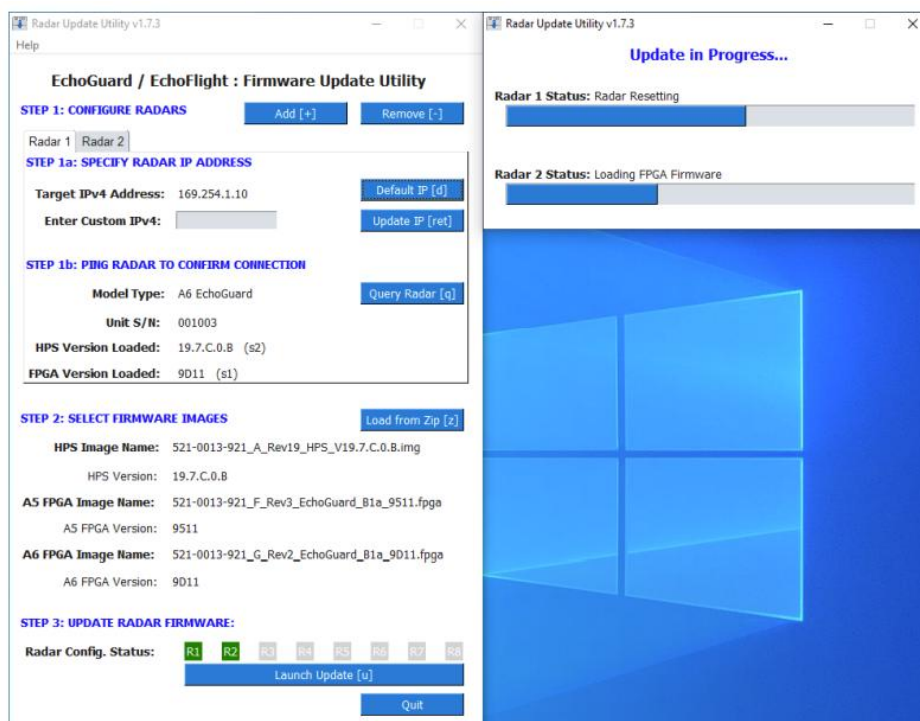 Radar Update Utility v1.7.3
Help
EchoGuard / EchoFlight : Firmware Update Utility
STEP 1: CONFIGURE RADARS
Add [+]
Remove [-]
Radar 1
Radar 2
STEP 1a: SPECIFY RADAR IP ADDRESS
Target IPv4 Address: 169.254.1.10
Default IP [d]
Enter Custom IPv4:
Update IP [ret]
STEP 1b: PING RADAR TO CONFIRM CONNECTION
Model Type: A6 EchoGuard
Query Radar [q]
Unit S/N: 001003
HPS Version Loaded: 19.7.C.0.B (s2)
FPGA Version Loaded: 9D11 (s1)
STEP 2: SELECT FIRMWARE IMAGES
Load from Zip [z]
HPS Image Name: 521-0013-921_A_Rev19_HPS_V19.7.C.0.B.img
HPS Version: 19.7.C.0.B
A5 FPGA Image Name: 521-0013-921_F_Rev3_EchoGuard_B1a_9511.fpga
A5 FPGA Version: 9511
A6 FPGA Image Name: 521-0013-921_G_Rev2_EchoGuard_B1a_9D11.fpga
A6 FPGA Version: 9D11
STEP 3: UPDATE RADAR FIRMWARE:
Radar Config. Status: R1 R2 R3 R4 R5 R6 R7 R8
Launch Update [u]
Quit
Radar Update Utility v1.7.3
Update in Progress...
Radar 1 Status: Radar Resetting
Radar 2 Status: Loading FPGA Firmware